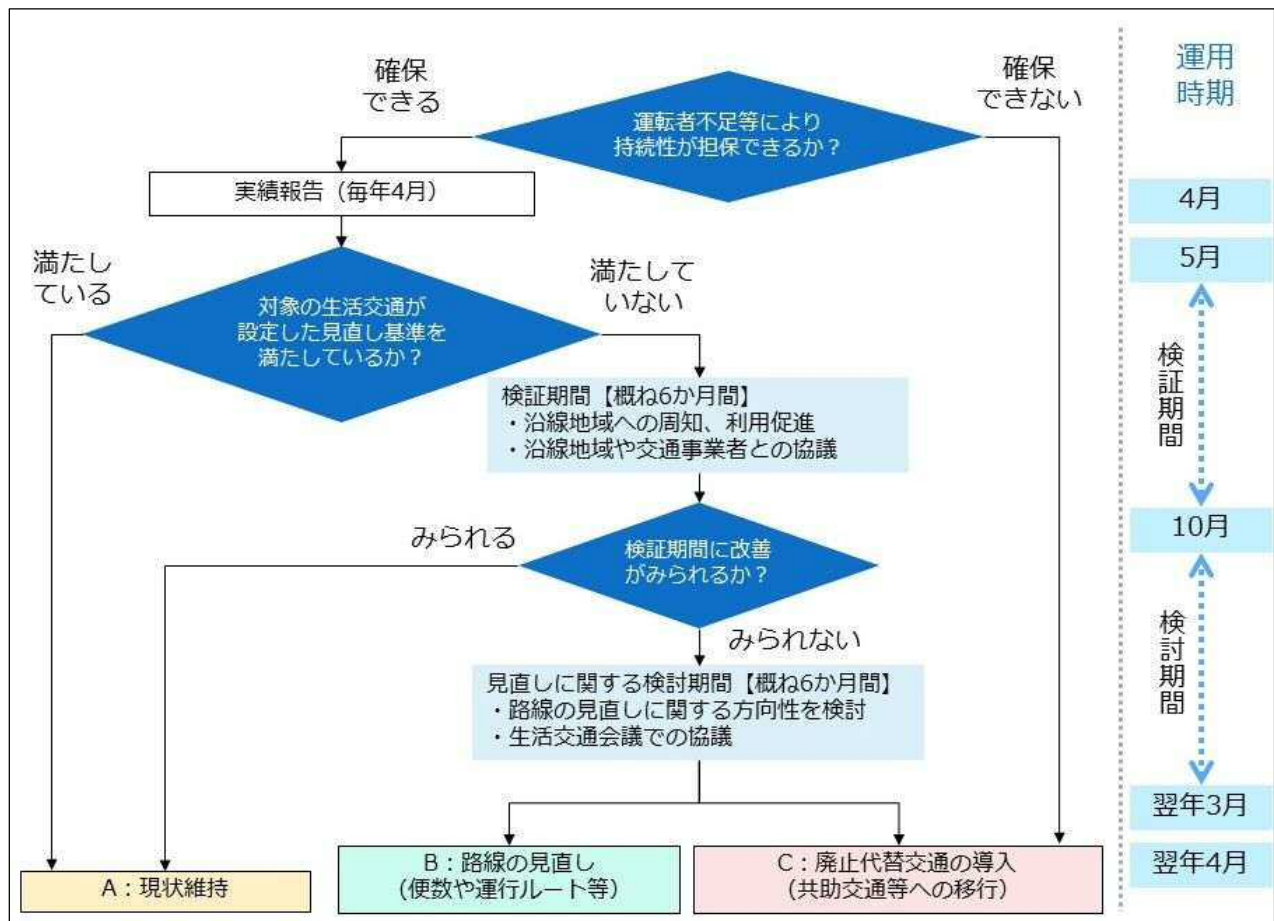 確保
できる
確保
できない
運転者不足等により
持続性が担保できるか？
実績報告（毎年4月）
満たし
ている
満たして
いない
対象の生活交通が
設定した見直し基準を
満たしているか？
検証期間【概ね6か月間】
・沿線地域への周知、利用促進
・沿線地域や交通事業者との協議
みられる
検証期間に改善
がみられるか？
みられない
見直しに関する検討期間【概ね6か月間】
・路線の見直しに関する方向性を検討
・生活交通会議での協議
A：現状維持
B：路線の見直し
（便数や運行ルート等）
C：廃止代替交通の導入
（共助交通等への移行）
運用
時期
4月
5月
検証期間
10月
検討期間
翌年3月
翌年4月